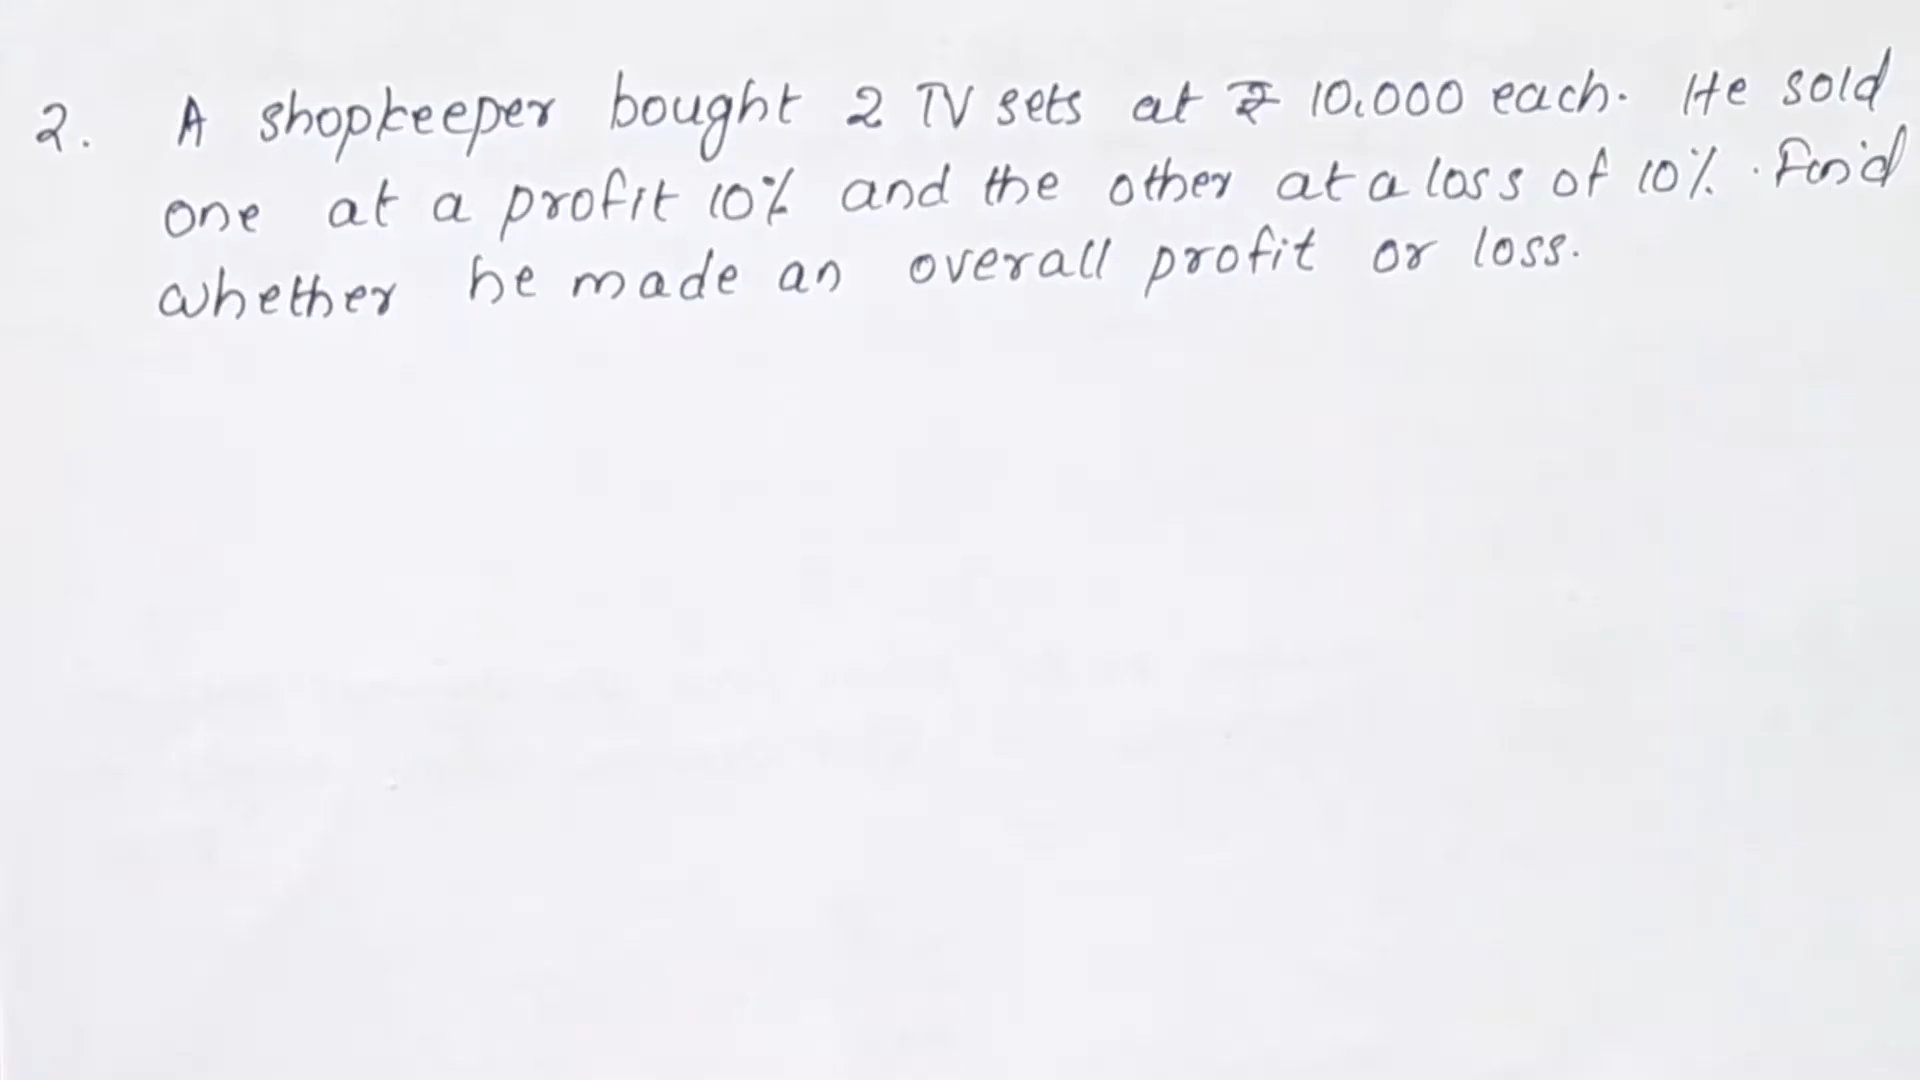 2. A shopkeeper bought 2 TV sets at ₹ 10,000 each. He sold
one at a profit 10% and the other at a loss of 10%. Find
whether he made an overall profit or loss.